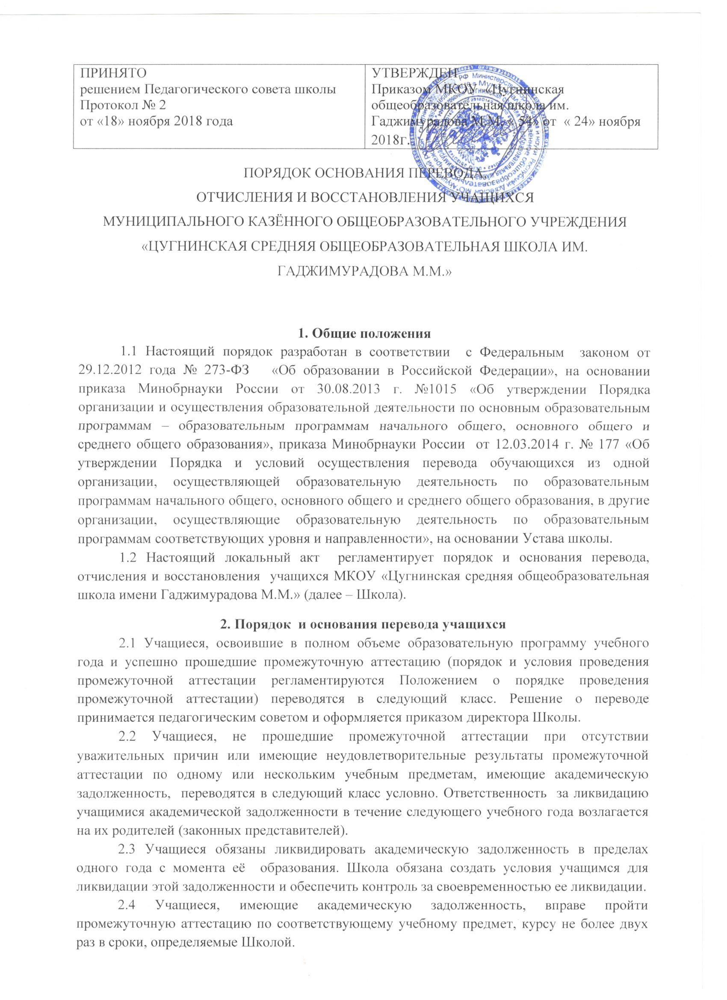 ПРИНЯТО
решением Педагогического совета школы
Протокол № 2
от «18» ноября 2018 года
УТВЕРЖДЕН
Приказом МКОУ «Цугнинская
общеобразовательная школа им.
Гаджимурадова М.М. « 54» от « 24» ноября
2018г.
ПОРЯДОК ОСНОВАНИЯ ПЕРЕВОДА,
ОТЧИСЛЕНИЯ И ВОССТАНОВЛЕНИЯ УЧАЩИХСЯ
МУНИЦИПАЛЬНОГО КАЗЁННОГО ОБЩЕОБРАЗОВАТЕЛЬНОГО УЧРЕЖДЕНИЯ
«ЦУГНИНСКАЯ СРЕДНЯЯ ОБЩЕОБРАЗОВАТЕЛЬНАЯ ШКОЛА ИМ.
ГАДЖИМУРАДОВА М.М.»
1. Общие положения
1.1 Настоящий порядок разработан в соответствии с Федеральным законом от
29.12.2012 года № 273-ФЗ «Об образовании в Российской Федерации», на основании
приказа Минобрнауки России от 30.08.2013 г. №1015 «Об утверждении Порядка
организации и осуществления образовательной деятельности по основным образовательным
программам – образовательным программам начального общего, основного общего и
среднего общего образования», приказа Минобрнауки России от 12.03.2014 г. № 177 «Об
утверждении Порядка и условий осуществления перевода обучающихся из одной
организации, осуществляющей образовательную деятельность по образовательным
программам начального общего, основного общего и среднего общего образования, в другие
организации, осуществляющие образовательную деятельность по образовательным
программам соответствующих уровня и направленности», на основании Устава школы.
1.2 Настоящий локальный акт регламентирует порядок и основания перевода,
отчисления и восстановления учащихся МКОУ «Цугнинская средняя общеобразовательная
школа имени Гаджимурадова М.М.» (далее – Школа).
2. Порядок и основания перевода учащихся
2.1 Учащиеся, освоившие в полном объеме образовательную программу учебного
года и успешно прошедшие промежуточную аттестацию (порядок и условия проведения
промежуточной аттестации регламентируются Положением о порядке проведения
промежуточной аттестации) переводятся в следующий класс. Решение о переводе
принимается педагогическим советом и оформляется приказом директора Школы.
2.2 Учащиеся, не прошедшие промежуточной аттестации при отсутствии
уважительных причин или имеющие неудовлетворительные результаты промежуточной
аттестации по одному или нескольким учебным предметам, имеющие академическую
задолженность, переводятся в следующий класс условно. Ответственность за ликвидацию
учащимися академической задолженности в течение следующего учебного года возлагается
на их родителей (законных представителей).
2.3 Учащиеся обязаны ликвидировать академическую задолженность в пределах
одного года с момента её образования. Школа обязана создать условия учащимся для
ликвидации этой задолженности и обеспечить контроль за своевременностью ее ликвидации.
2.4 Учащиеся, имеющие академическую задолженность, вправе пройти
промежуточную аттестацию по соответствующему учебному предмет, курсу не более двух
раз в сроки, определяемые Школой.